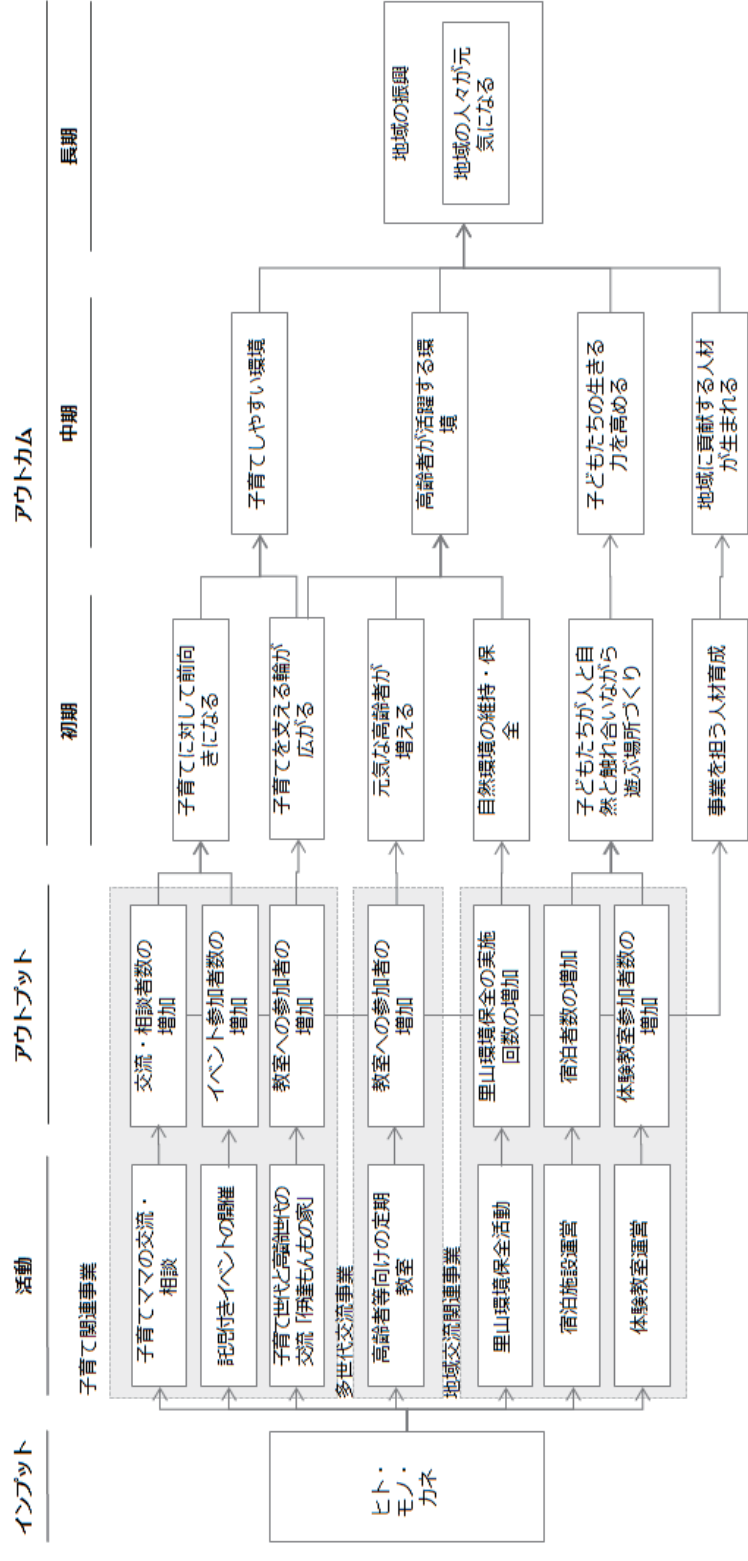 インプット
活動
アウトプット
アウトカム
初期
中期
長期
ヒト・
モノ・
カネ
子育て関連事業
子育てママの交流・
相談
託児付きイベントの開催
子育て世代と高齢世代の
交流「伊達もんもの家」
多世代交流事業
高齢者等向けの定期
教室
地域交流関連事業
里山環境保全活動
宿泊施設運営
体験教室運営
交流・相談者数の
増加
イベント参加者数の
増加
教室への参加者の
増加
教室への参加者の
増加
里山環境保全の実施
回数の増加
宿泊者数の増加
体験教室参加者数の
増加
子育てに対して前向
きになる
子育てを支える輪が
広がる
元気な高齢者が
増える
自然環境の維持・保
全
子どもたちが人と自
然と触れ合いながら
遊ぶ場所づくり
事業を担う人材育成
子育てしやすい環境
高齢者が活躍する環
境
子どもたちの生きる
力を高める
地域に貢献する人材
が生まれる
地域の振興
地域の人々が元
気になる